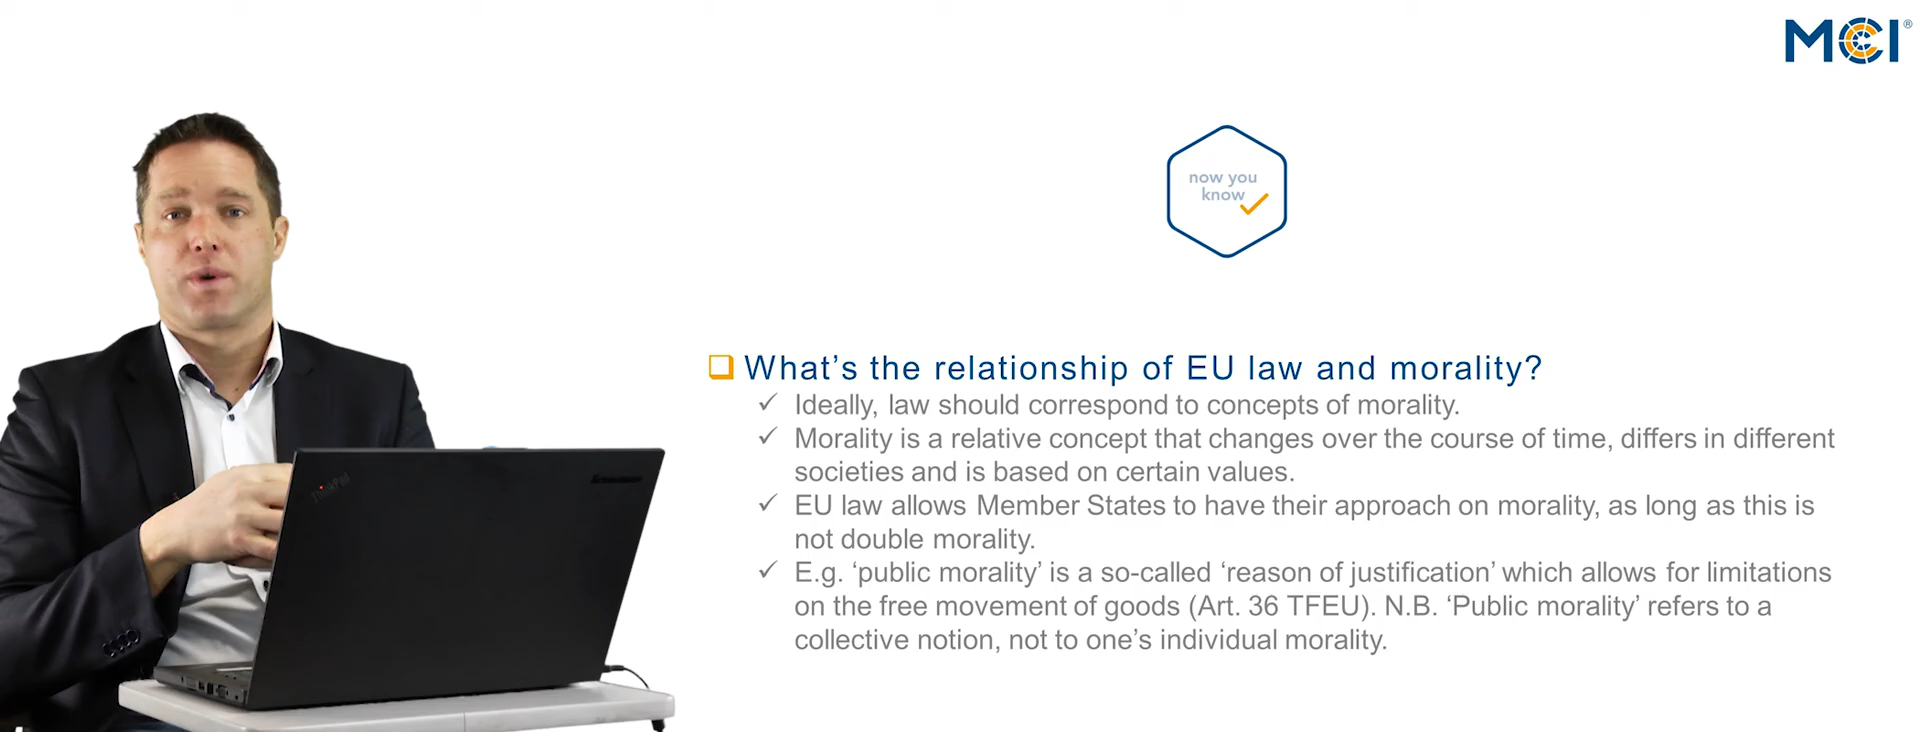 MCI®
now you
know
What's the relationship of EU law and morality?
Ideally, law should correspond to concepts of morality.
Morality is a relative concept that changes over the course of time, differs in different
societies and is based on certain values.
EU law allows Member States to have their approach on morality, as long as this is
not double morality.
E.g. ‘public morality’ is a so-called ‘reason of justification’ which allows for limitations
on the free movement of goods (Art. 36 TFEU). N.B. ‘Public morality’ refers to a
collective notion, not to one’s individual morality.
ThinkPad